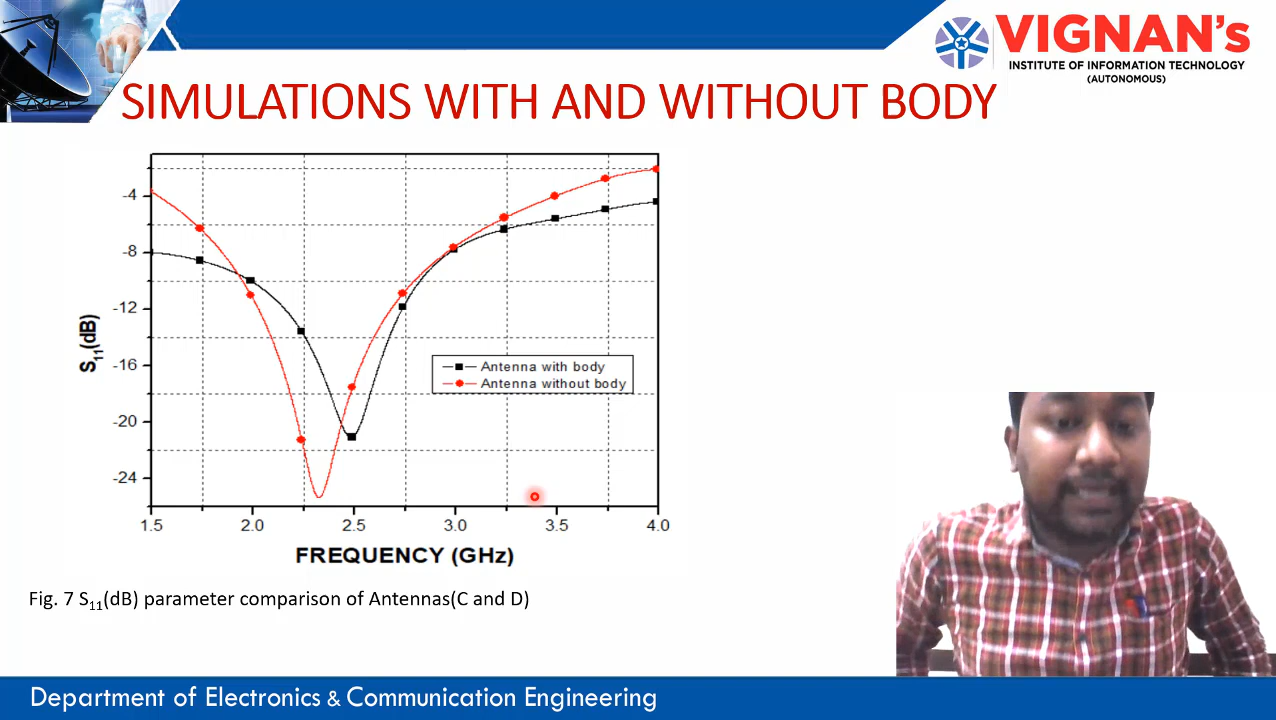 VIGNAN's
INSTITUTE OF INFORMATION TECHNOLOGY
(AUTONOMOUS)
SIMULATIONS WITH AND WITHOUT BODY
-4
-8
-12
-16
-20
-24
S11(dB)
Antenna with body
Antenna without body
1.5 2.0 2.5 3.0 3.5 4.0
FREQUENCY (GHz)
Fig. 7 S11(dB) parameter comparison of Antennas(C and D)
Department of Electronics & Communication Engineering